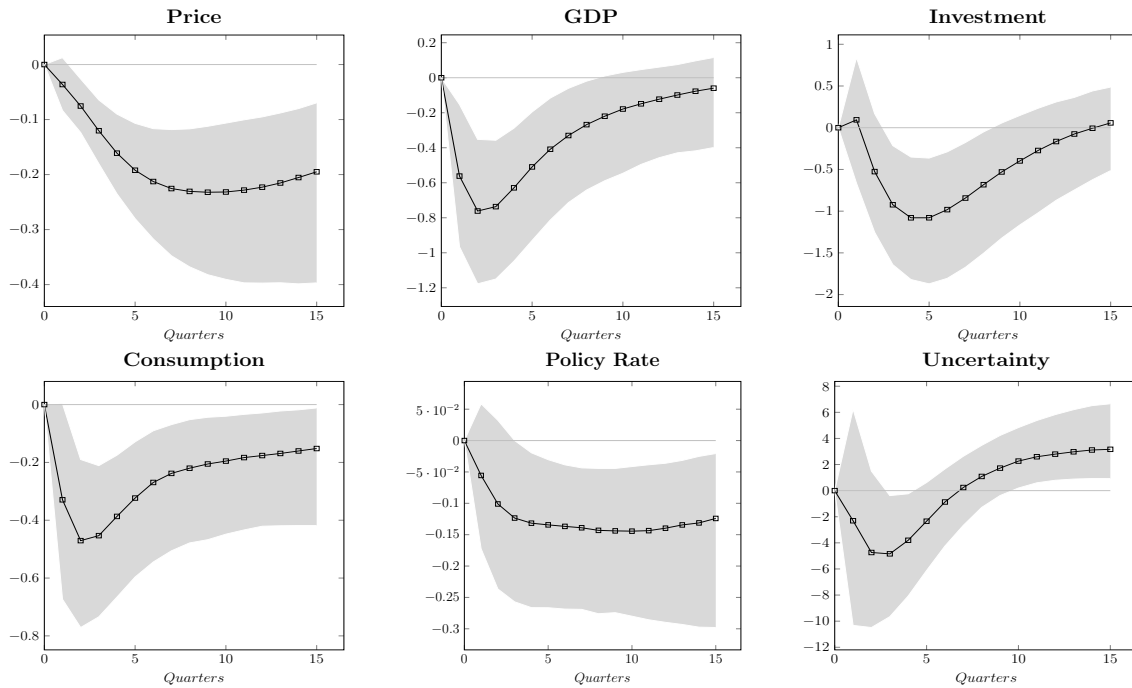 Price
0
−0.1
−0.2
−0.3
−0.4
0 5 10 15
Quarters
GDP
0.2
0
−0.2
−0.4
−0.6
−0.8
−1
−1.2
0 5 10 15
Quarters
Investment
1
0.5
0
−0.5
−1
−1.5
−2
0 5 10 15
Quarters
Consumption
0
−0.2
−0.4
−0.6
−0.8
0 5 10 15
Quarters
Policy Rate
5 · 10⁻²
0
−5 · 10⁻²
−0.1
−0.15
−0.2
−0.25
−0.3
0 5 10 15
Quarters
Uncertainty
8
6
4
2
0
−2
−4
−6
−8
−10
−12
0 5 10 15
Quarters